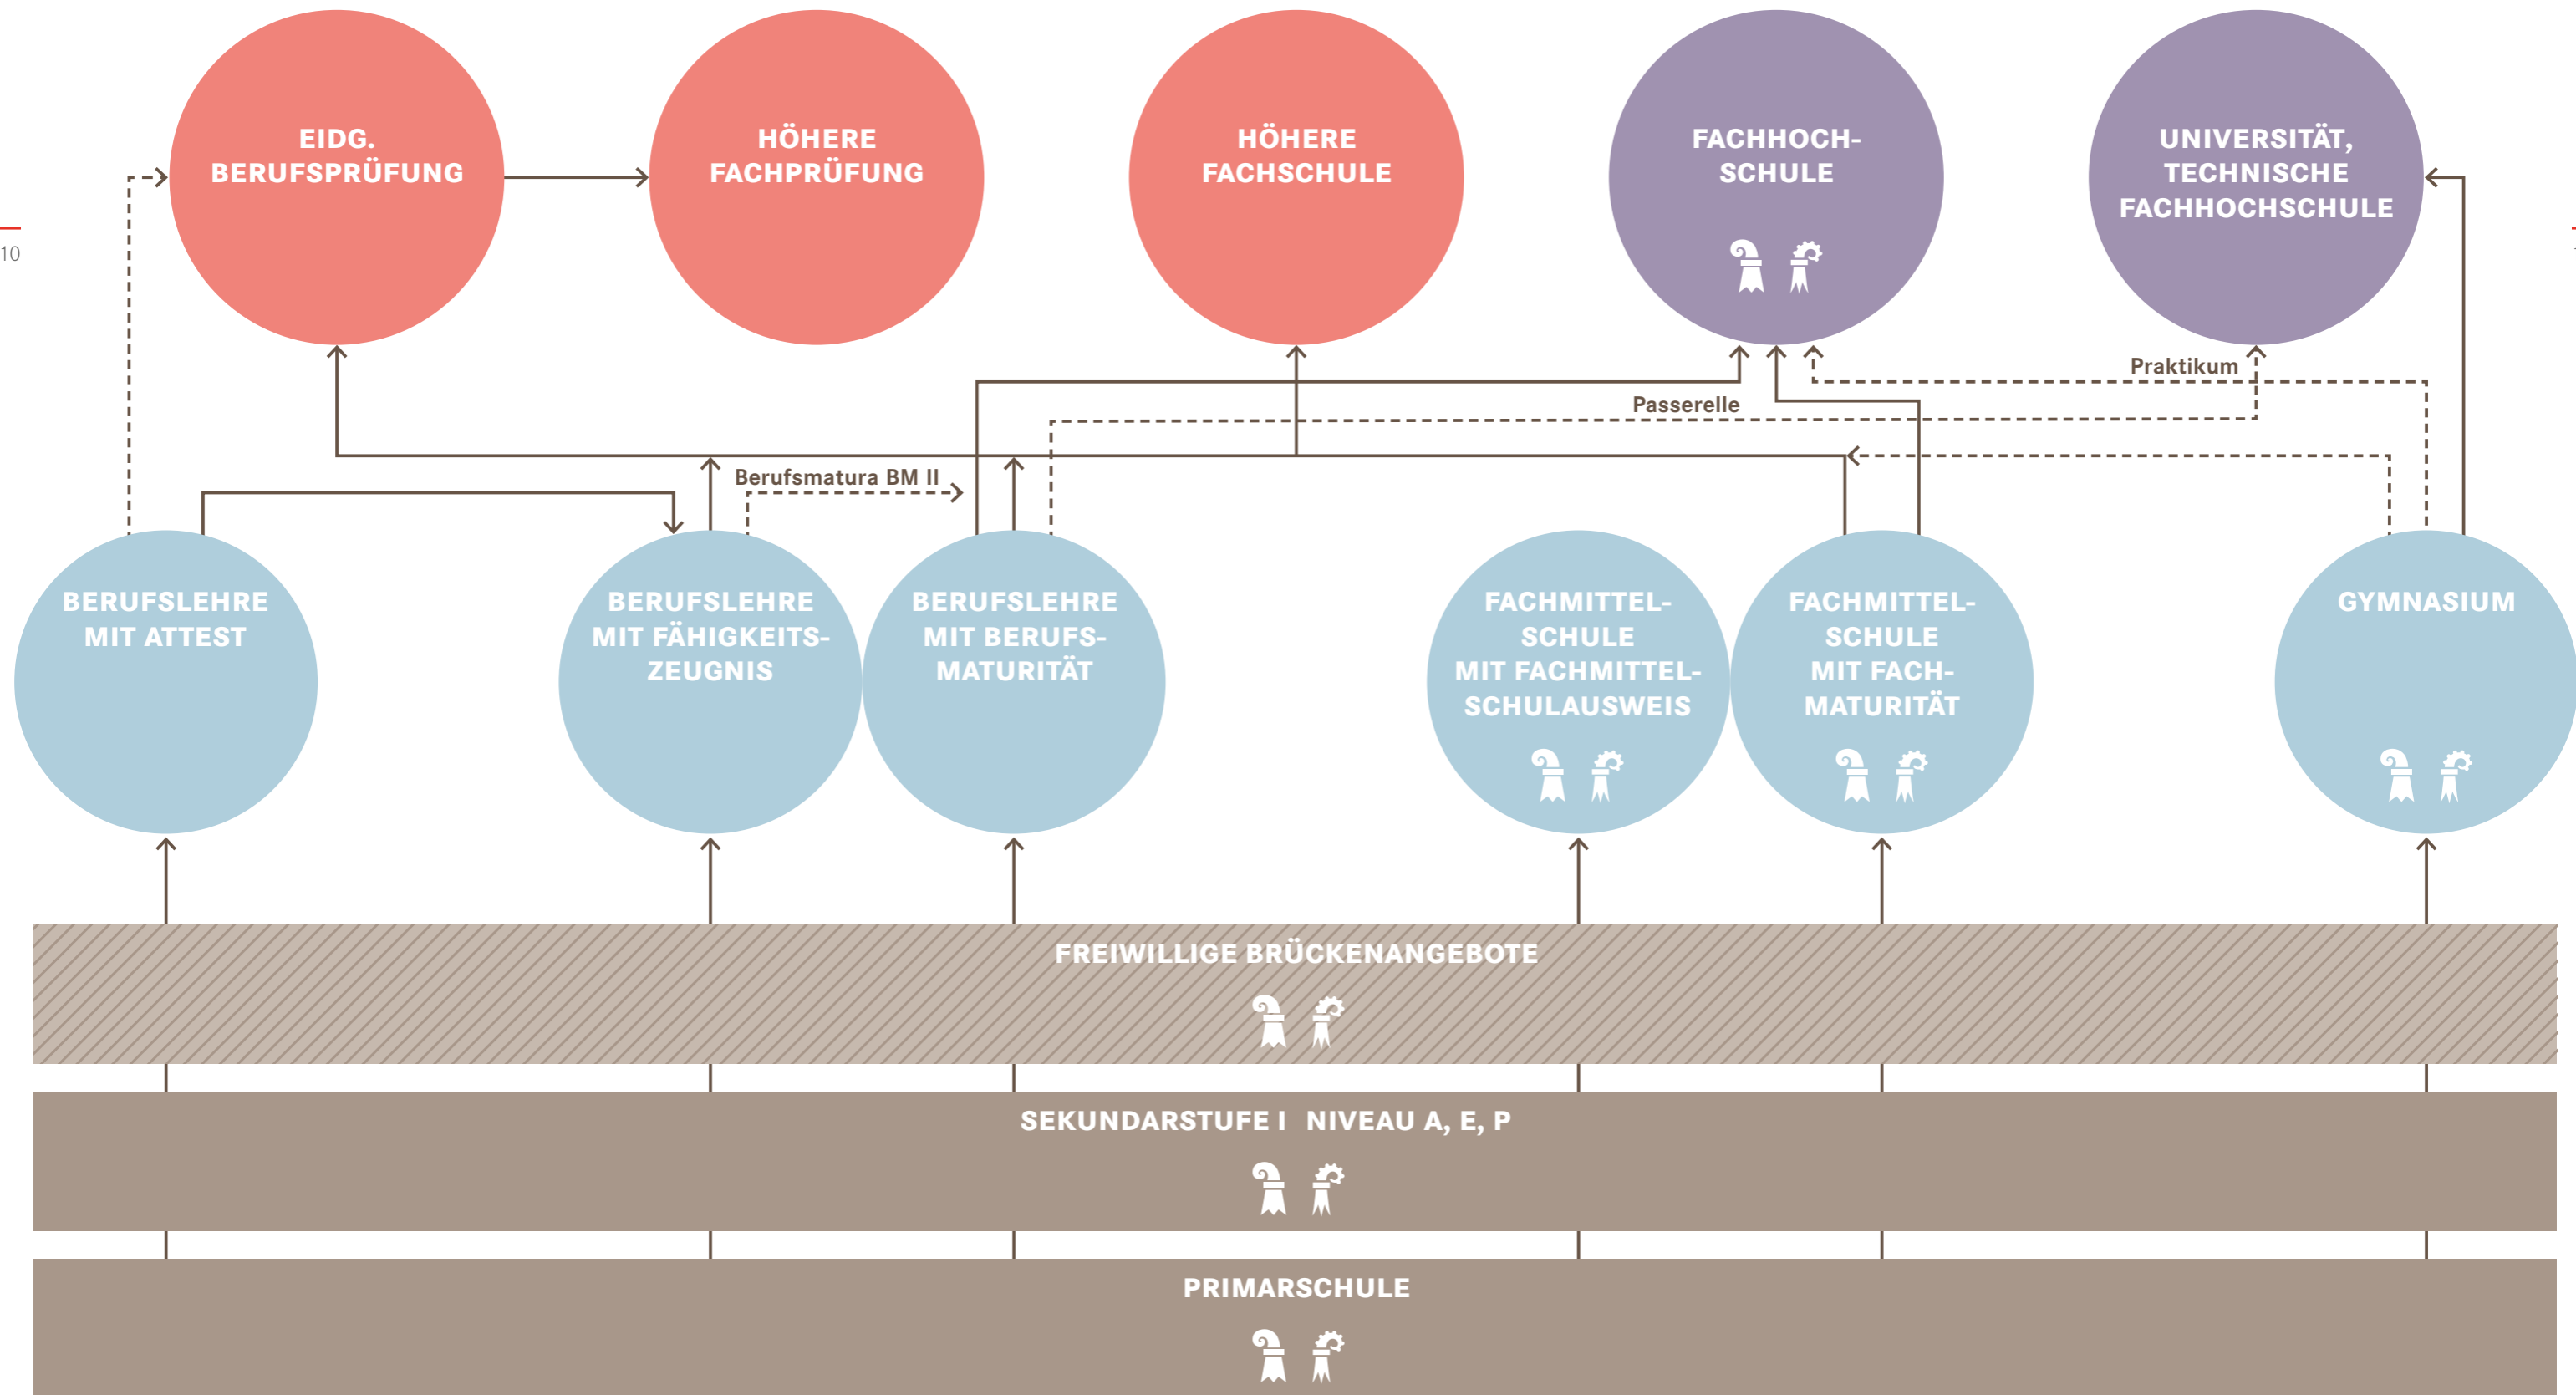 EIDG.
BERUFSPRÜFUNG
HÖHERE
FACHPRÜFUNG
HÖHERE
FACHSCHULE
FACHHOCH-
SCHULE
UNIVERSITÄT,
TECHNISCHE
FACHHOCHSCHULE
10
Praktikum
Passerelle
Berufsmatura BM II
BERUFSLEHRE
MIT ATTEST
BERUFSLEHRE
MIT FÄHIGKEITS-
ZEUGNIS
BERUFSLEHRE
MIT BERUFS-
MATURITÄT
FACHMITTEL-
SCHULE
MIT FACHMITTEL-
SCHULAUSWEIS
FACHMITTEL-
SCHULE
MIT FACH-
MATURITÄT
GYMNASIUM
FREIWILLIGE BRÜCKENANGEBOTE
SEKUNDARSTUFE I NIVEAU A, E, P
PRIMARSCHULE